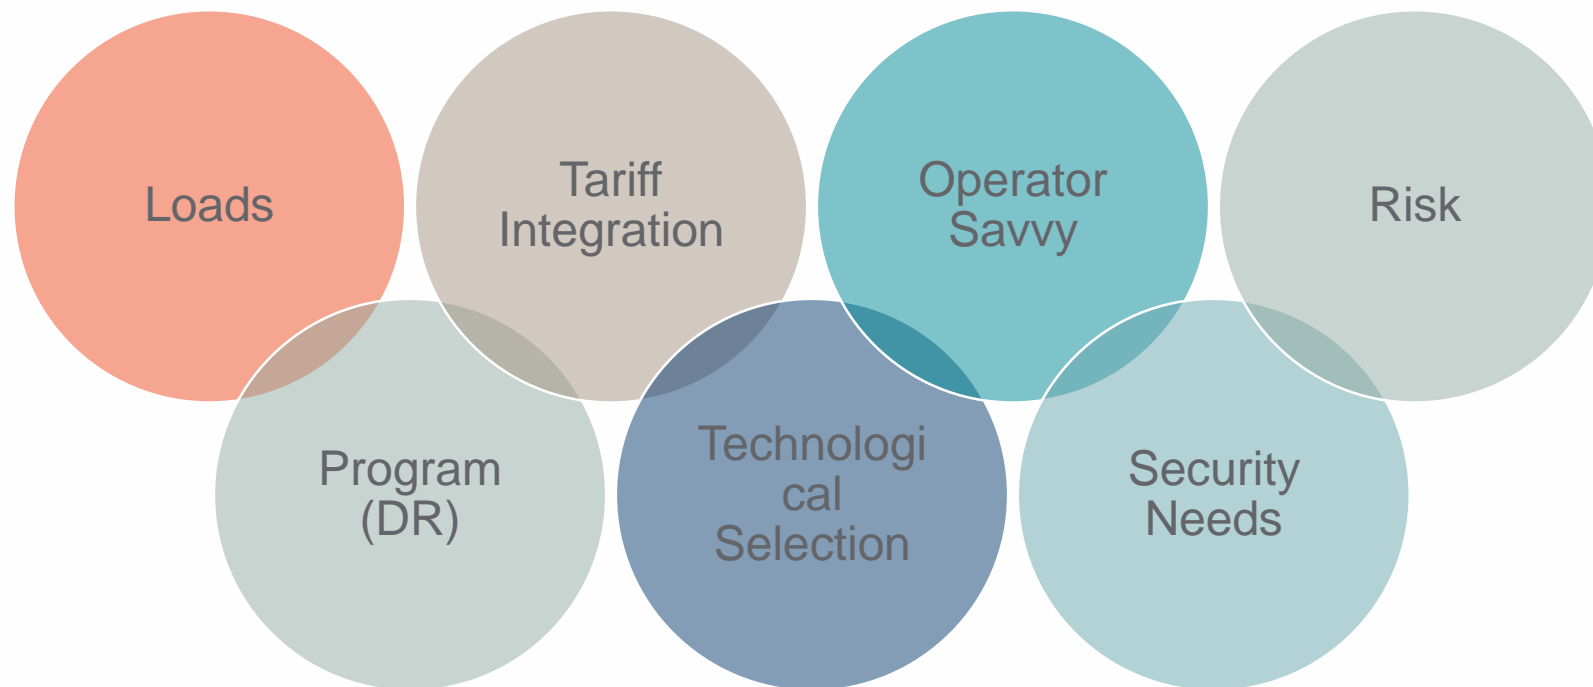 Loads
Tariff
Integration
Operator
Savvy
Risk
Program
(DR)
Technologi
cal
Selection
Security
Needs